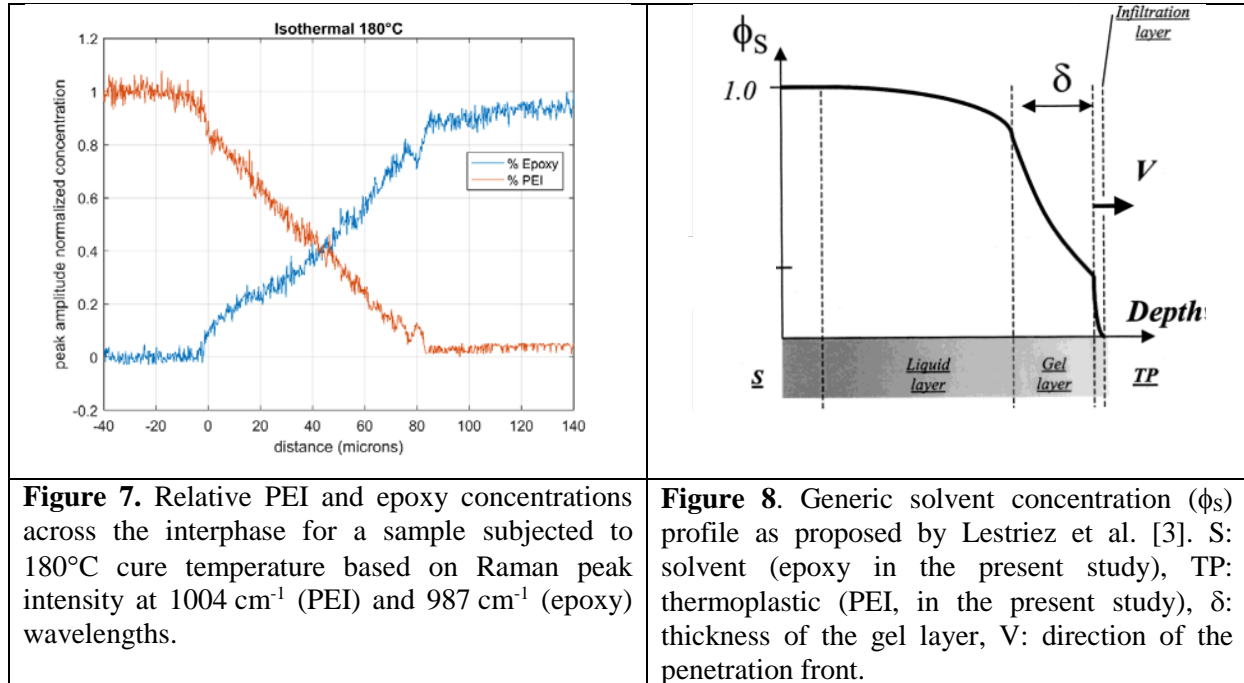 Isothermal 180°C
1.2
1
0.8
0.6
0.4
0.2
0
-0.2
peak amplitude normalized concentration
% Epoxy
% PEI
-40
-20
0
20
40
60
80
100
120
140
distance (microns)
Infiltration
layer
ϕS
1.0
δ
V
Depth
S
Liquid
layer
Gel
layer
TP
Figure 7. Relative PEI and epoxy concentrations
across the interphase for a sample subjected to
180°C cure temperature based on Raman peak
intensity at 1004 cm-1 (PEI) and 987 cm-1 (epoxy)
wavelengths.
Figure 8. Generic solvent concentration (ϕS)
profile as proposed by Lestriez et al. [3]. S:
solvent (epoxy in the present study), TP:
thermoplastic (PEI, in the present study), δ:
thickness of the gel layer, V: direction of the
penetration front.